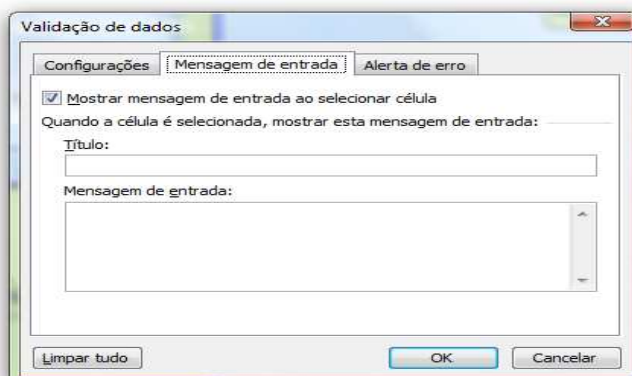 Validação de dados
Configurações Mensagem de entrada Alerta de erro
Mostrar mensagem de entrada ao selecionar célula
Quando a célula é selecionada, mostrar esta mensagem de entrada:
Título:
Mensagem de entrada:
Limpar tudo OK Cancelar